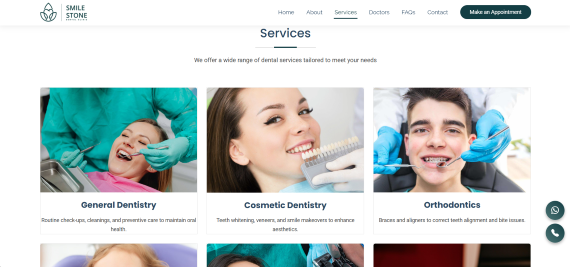 SMILE
STONE
Home About Services Doctors FAQs Contact Make an Appointment
Services
We offer a wide range of dental services tailored to meet your needs
General Dentistry
Routine check-ups, cleanings, and preventive care to maintain oral
health.
Cosmetic Dentistry
Teeth whitening, veneers, and smile makeovers to enhance
aesthetics.
Orthodontics
Braces and aligners to correct teeth alignment and bite issues.